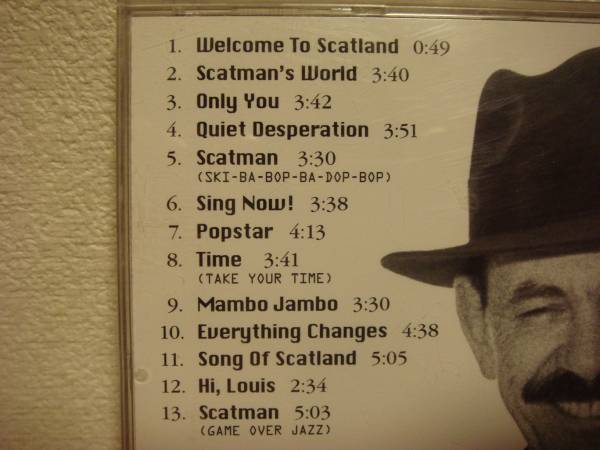 1. Welcome To Scatland 0:49
2. Scatman's World 3:40
3. Only You 3:42
4. Quiet Desperation 3:51
5. Scatman 3:30
(SKI-BA-BOP-BA-DOP-BOP)
6. Sing Now! 3:38
7. Popstar 4:13
8. Time 3:41
(TAKE YOUR TIME)
9. Mambo Jambo 3:30
10. Everything Changes 4:38
11. Song Of Scatland 5:05
12. Hi, Louis 2:34
13. Scatman 5:03
(GAME OVER JAZZ)